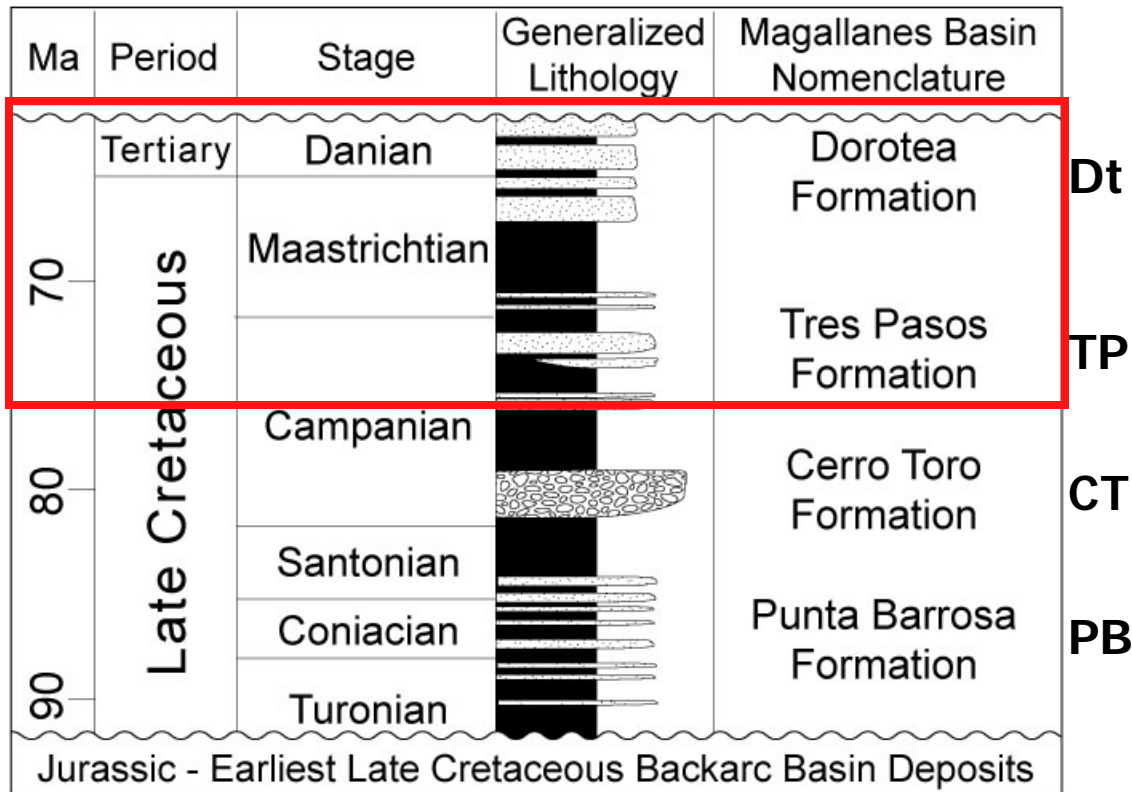 Ma
Period
Stage
Generalized
Lithology
Magallanes Basin
Nomenclature
Tertiary
Danian
Dorotea
Formation
Dt
Maastrichtian
70
Late Cretaceous
Tres Pasos
Formation
TP
Campanian
80
Cerro Toro
Formation
CT
Santonian
Coniacian
Punta Barrosa
Formation
PB
90
Turonian
Jurassic - Earliest Late Cretaceous Backarc Basin Deposits